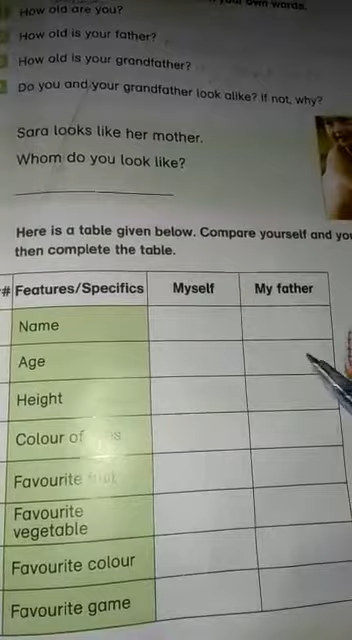 own words.
How old are you?
How old is your father?
How old is your grandfather?
Do you and your grandfather look alike? If not, why?
Sara looks like her mother.
Whom do you look like?
Here is a table given below. Compare yourself and
then complete the table.
# Features/Specifics Myself My father
Name
Age
Height
Colour of
Favourite
Favourite
vegetable
Favourite colour
Favourite game